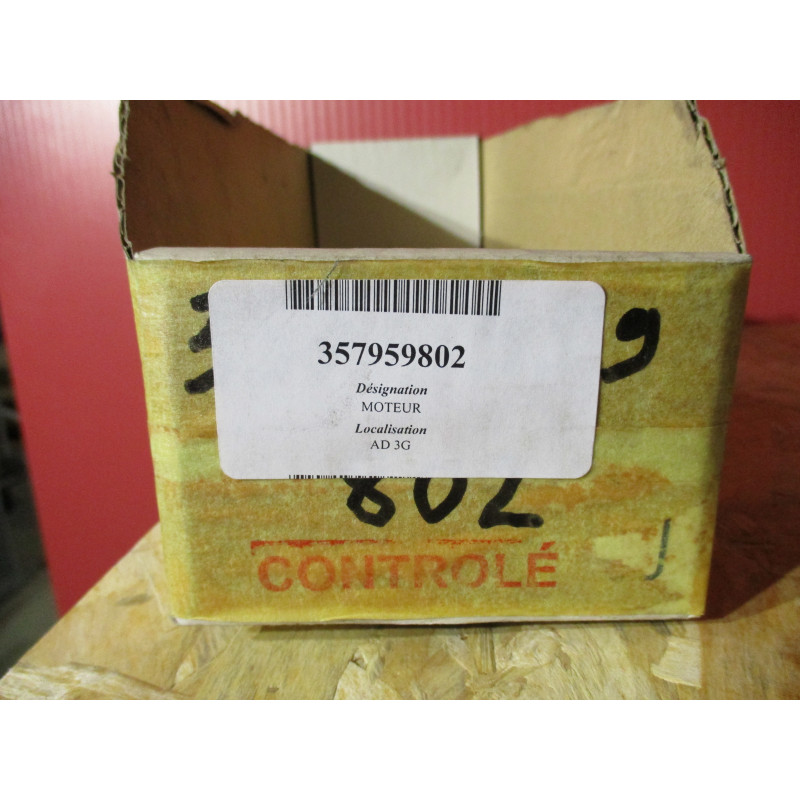 357959802
Désignation
MOTEUR
Localisation
AD 3G
802
CONTROLÉ